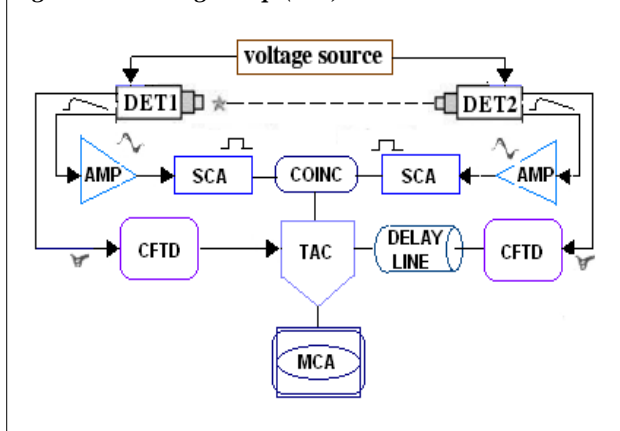 voltage source
DET1
DET2
AMP
SCA
COINC
SCA
AMP
CFTD
TAC
DELAY
LINE
CFTD
MCA